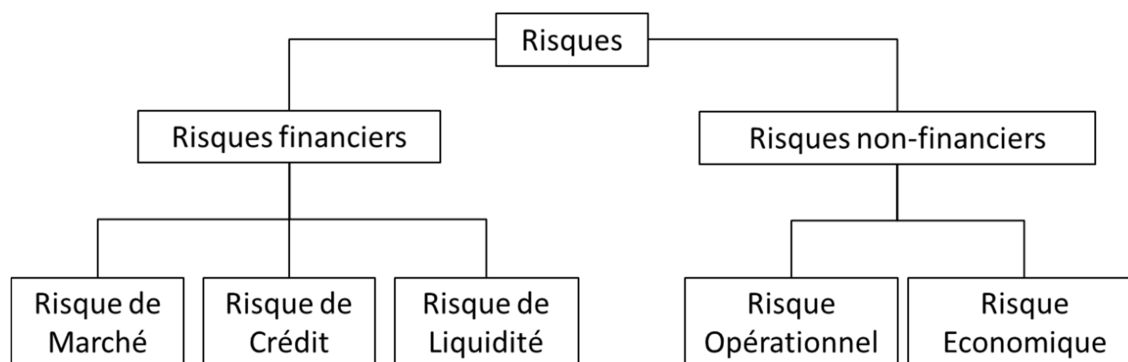 Risques
Risques financiers
Risques non-financiers
Risque de
Marché
Risque de
Crédit
Risque de
Liquidité
Risque
Opérationnel
Risque
Economique